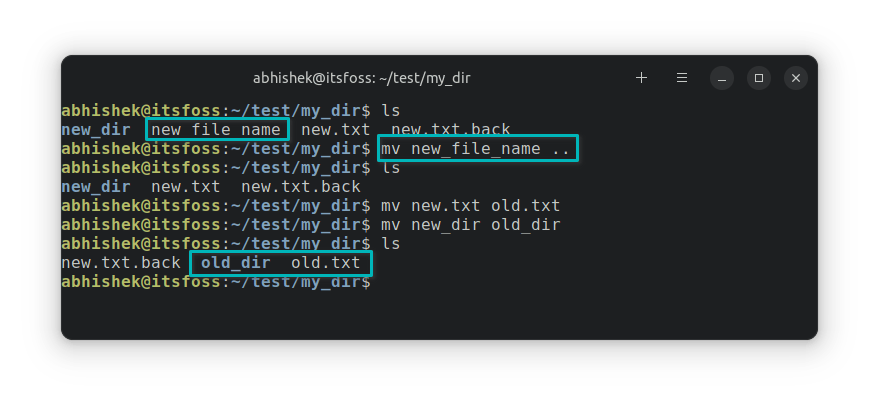 abhishek@itsfoss: ~/test/my_dir
abhishek@itsfoss:~/test/my_dir$ ls
new_dir  new_file_name  new.txt  new.txt.back
abhishek@itsfoss:~/test/my_dir$ mv new_file_name ..
abhishek@itsfoss:~/test/my_dir$ ls
new_dir  new.txt  new.txt.back
abhishek@itsfoss:~/test/my_dir$ mv new.txt old.txt
abhishek@itsfoss:~/test/my_dir$ mv new_dir old_dir
abhishek@itsfoss:~/test/my_dir$ ls
new.txt.back  old_dir  old.txt
abhishek@itsfoss:~/test/my_dir$